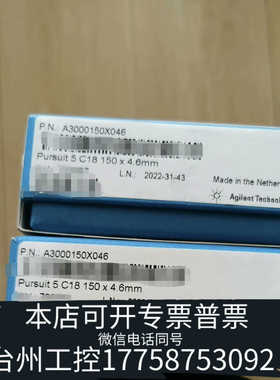 P.N.: A3000150X046
Pursuit 5 C18 150 x 4.6mm
L.N.: 2022-31-43
Made in the Nether
Agilent Techno
P.N.: A3000150X046
Pursuit 5 C18 150 x 4.6mm
本店可开专票普票
微信电话同号
台州工控17758753092